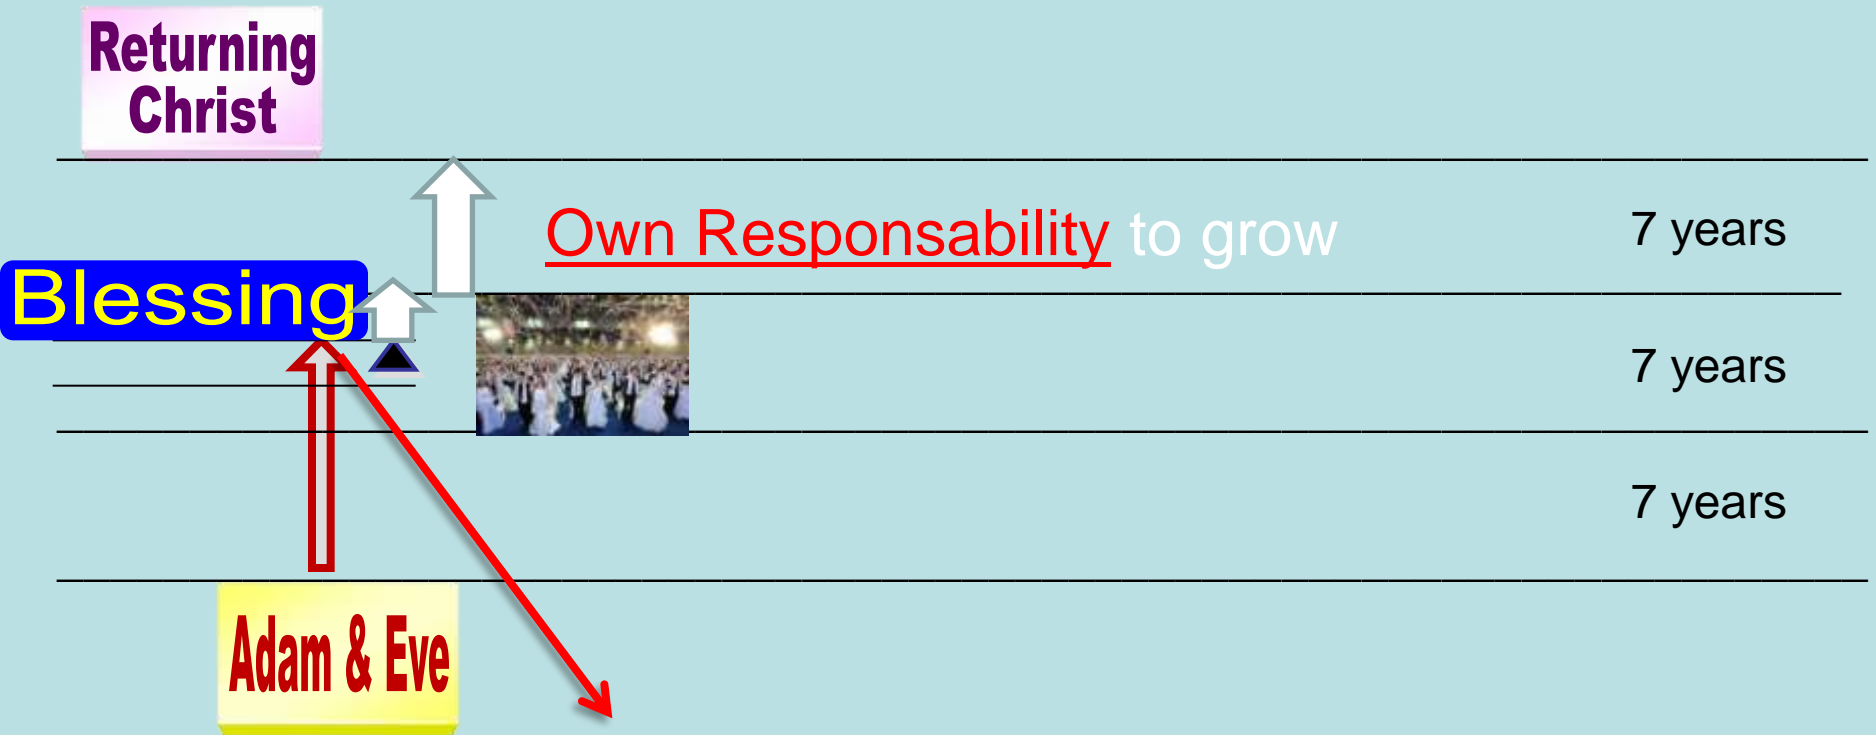 Returning
Christ
Own Responsability to grow
7 years
Blessing
7 years
7 years
Adam & Eve